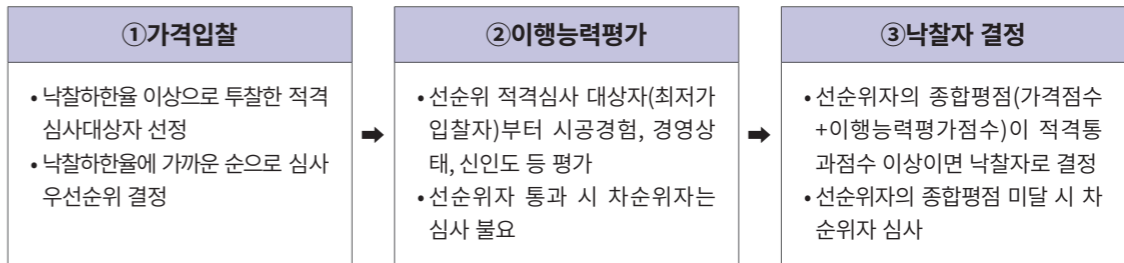 ①가격입찰
• 낙찰하한율 이상으로 투찰한 적격
심사대상자 선정
• 낙찰하한율에 가까운 순으로 심사
우선순위 결정
➡
②이행능력평가
• 선순위 적격심사 대상자(최저가
입찰자)부터 시공경험, 경영상
태, 신인도 등 평가
• 선순위자 통과 시 차순위자는
심사 불요
➡
③낙찰자 결정
• 선순위자의 종합평점(가격점수
+이행능력평가점수)이 적격통
과점수 이상이면 낙찰자로 결정
• 선순위자의 종합평점 미달 시 차
순위자 심사